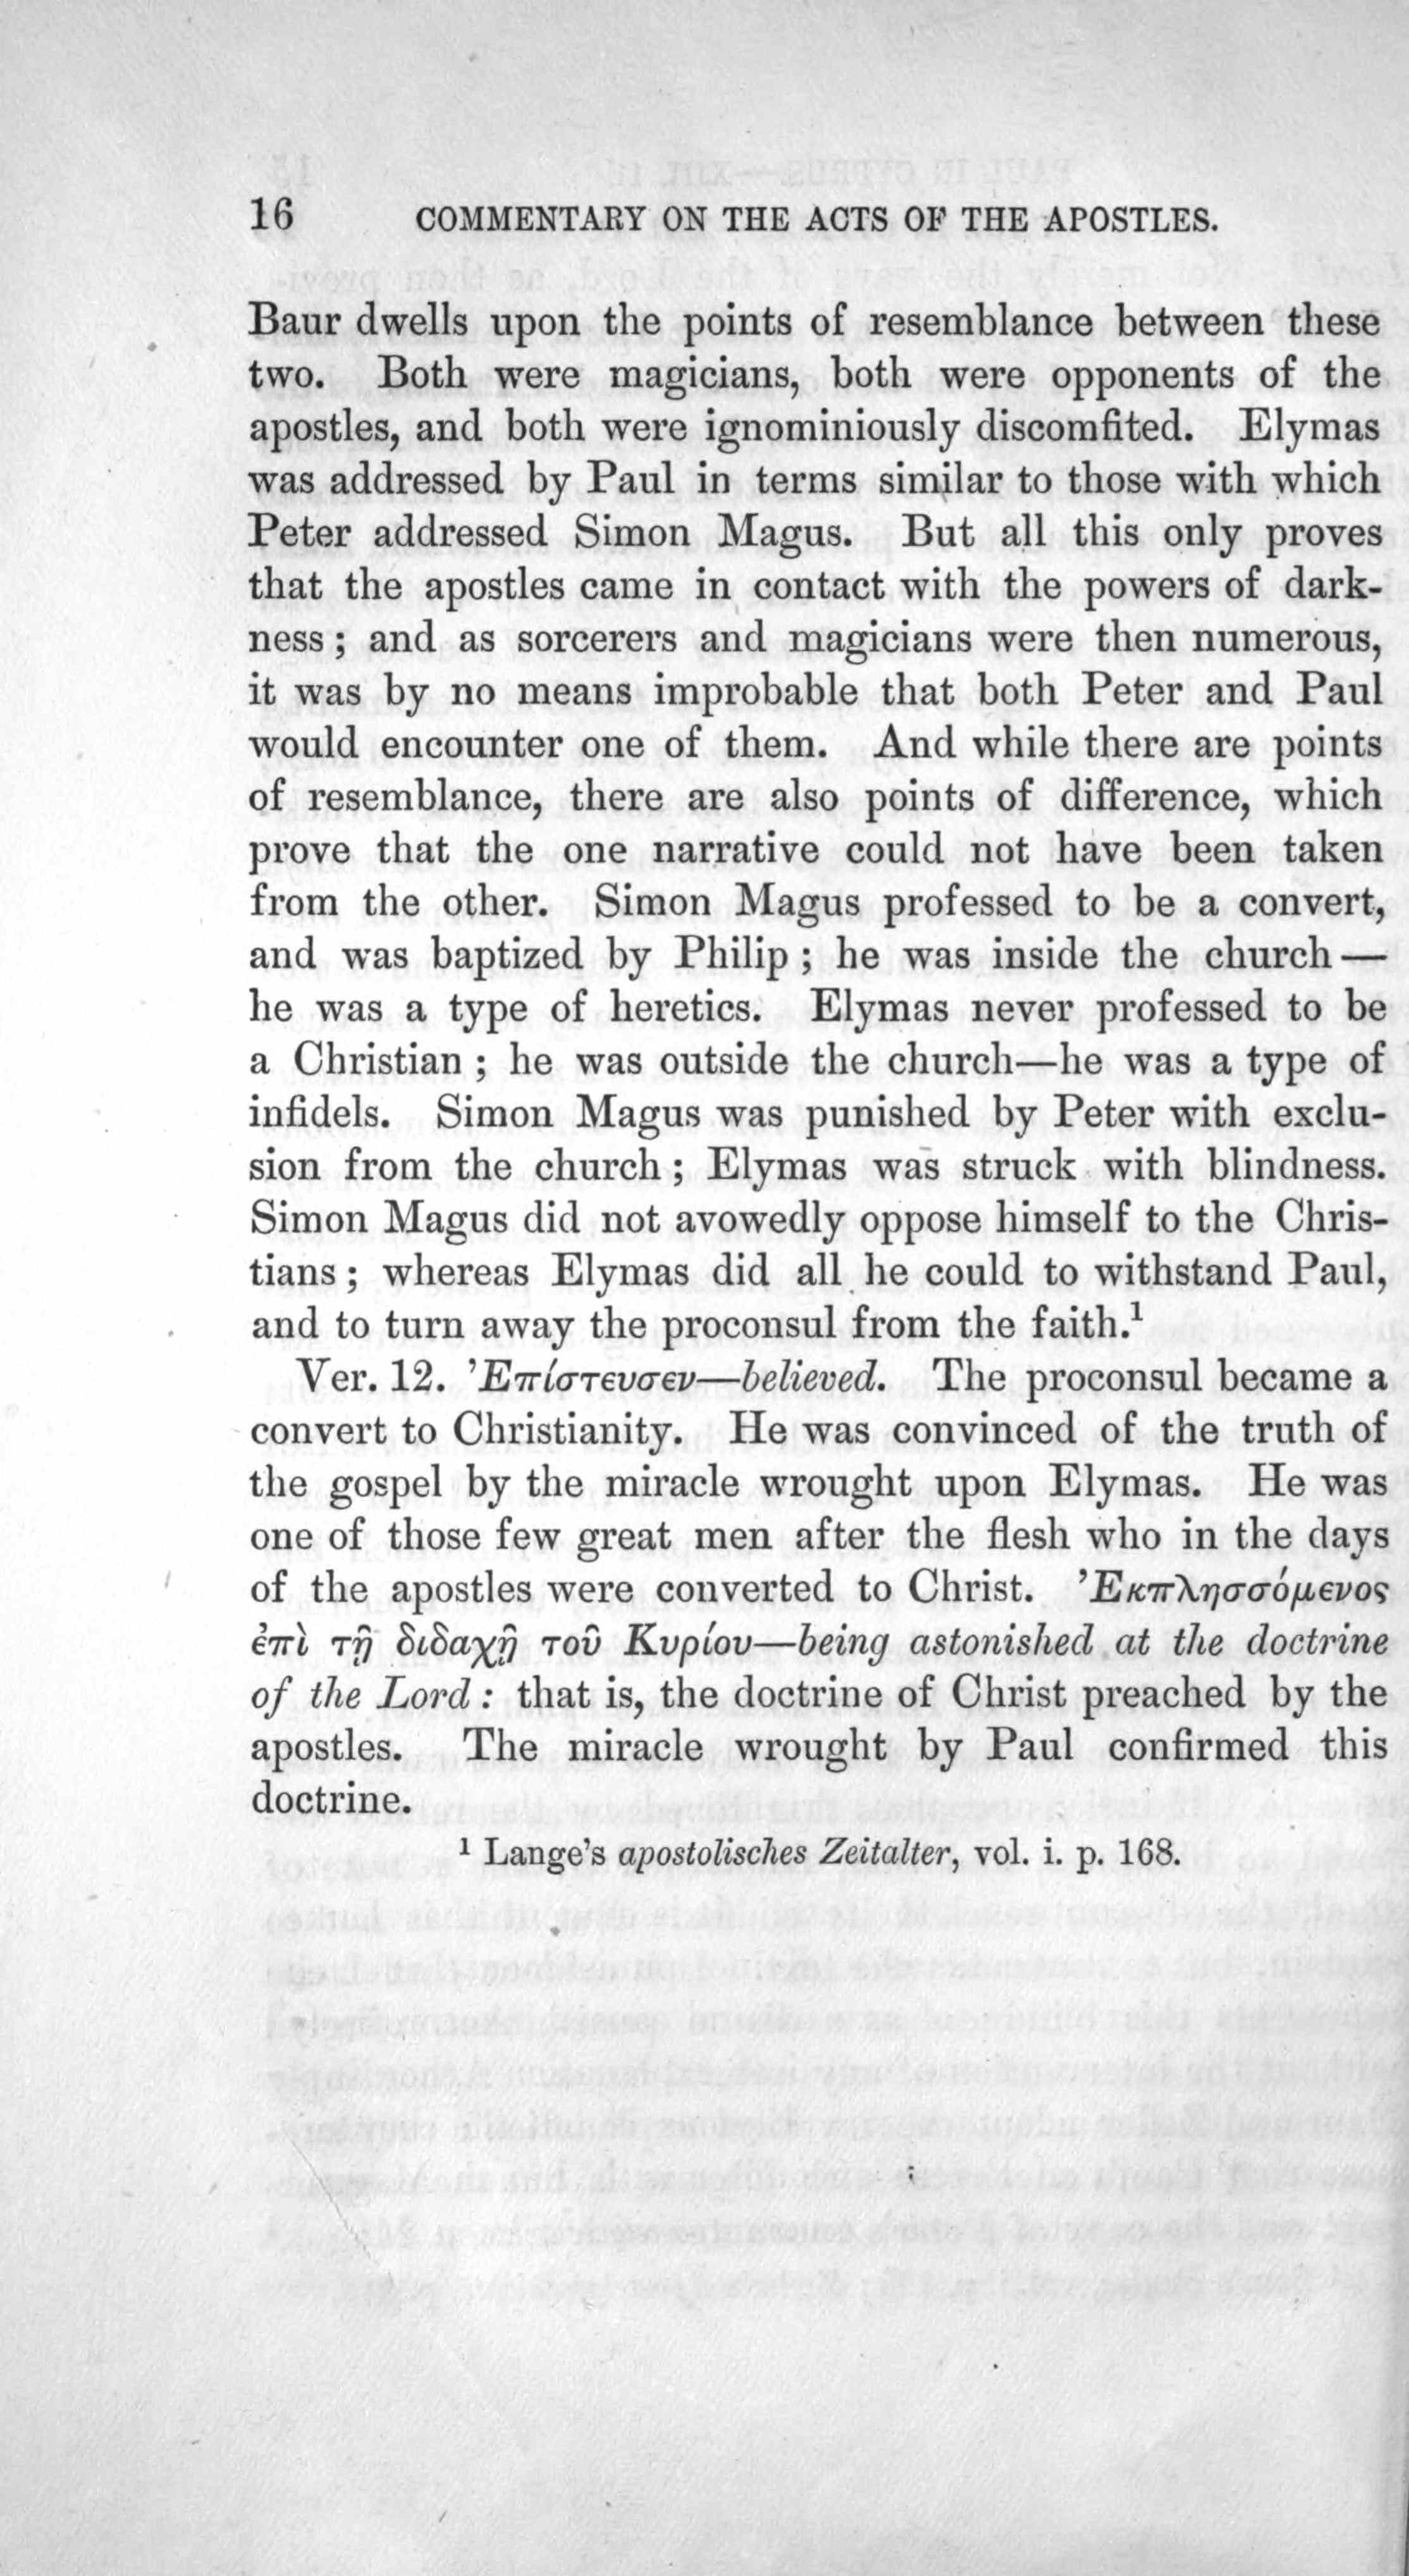 16 COMMENTARY ON THE ACTS OF THE APOSTLES.
Baur dwells upon the points of resemblance between these
two. Both were magicians, both were opponents of the
apostles, and both were ignominiously discomfited. Elymas
was addressed by Paul in terms similar to those with which
Peter addressed Simon Magus. But all this only proves
that the apostles came in contact with the powers of dark-
ness; and as sorcerers and magicians were then numerous,
it was by no means improbable that both Peter and Paul
would encounter one of them. And while there are points
of resemblance, there are also points of difference, which
prove that the one narrative could not have been taken
from the other. Simon Magus professed to be a convert,
and was baptized by Philip; he was inside the church—
he was a type of heretics. Elymas never professed to be
a Christian; he was outside the church—he was a type of
infidels. Simon Magus was punished by Peter with exclu-
sion from the church; Elymas was struck with blindness.
Simon Magus did not avowedly oppose himself to the Chris-
tians; whereas Elymas did all he could to withstand Paul,
and to turn away the proconsul from the faith.¹
Ver. 12. Ἐπίστευσεν—believed. The proconsul became a
convert to Christianity. He was convinced of the truth of
the gospel by the miracle wrought upon Elymas. He was
one of those few great men after the flesh who in the days
of the apostles were converted to Christ. Ἐκπλησσόμενος
ἐπὶ τῇ διδαχῇ τοῦ Κυρίου—being astonished at the doctrine
of the Lord: that is, the doctrine of Christ preached by the
apostles. The miracle wrought by Paul confirmed this
doctrine.
¹ Lange's apostolisches Zeitalter, vol. i. p. 168.